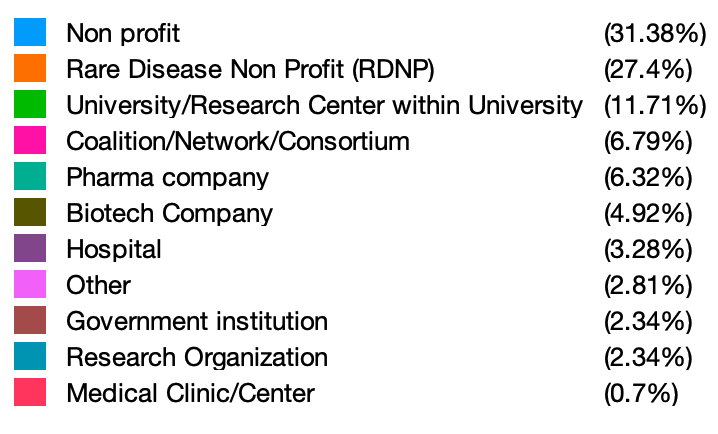 Non profit (31.38%)
Rare Disease Non Profit (RDNP) (27.4%)
University/Research Center within University (11.71%)
Coalition/Network/Consortium (6.79%)
Pharma company (6.32%)
Biotech Company (4.92%)
Hospital (3.28%)
Other (2.81%)
Government institution (2.34%)
Research Organization (2.34%)
Medical Clinic/Center (0.7%)